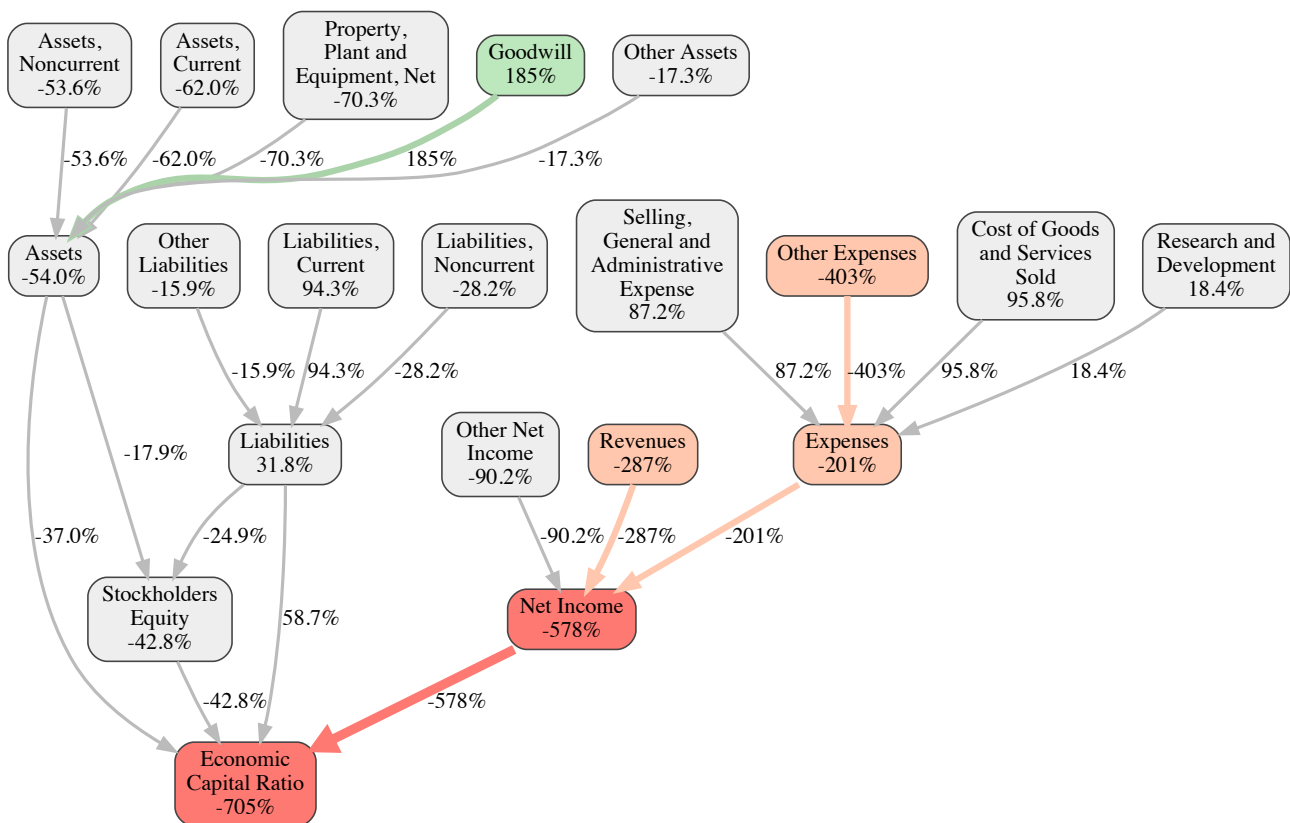 Assets,
Noncurrent
-53.6%
Assets,
Current
-62.0%
Property,
Plant and
Equipment, Net
-70.3%
Goodwill
185%
Other Assets
-17.3%
-53.6%
-62.0%
-70.3%
185%
-17.3%
Assets
-54.0%
Other
Liabilities
-15.9%
Liabilities,
Current
94.3%
Liabilities,
Noncurrent
-28.2%
Selling,
General and
Administrative
Expense
87.2%
Other Expenses
-403%
Cost of Goods
and Services
Sold
95.8%
Research and
Development
18.4%
-15.9%
94.3%
-28.2%
87.2%
-403%
95.8%
18.4%
-17.9%
Liabilities
31.8%
Other Net
Income
-90.2%
Revenues
-287%
Expenses
-201%
-37.0%
-24.9%
-90.2%
-287%
-201%
Stockholders
Equity
-42.8%
58.7%
Net Income
-578%
-42.8%
-578%
Economic
Capital Ratio
-705%